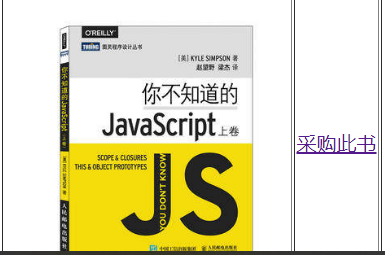 O'REILLY®
TURING 图灵程序设计丛书
[美] KYLE SIMPSON 著
赵望野 梁杰 译
你不知道的
JavaScript 上卷
SCOPE & CLOSURES
THIS & OBJECT PROTOTYPES
YOU DON'T KNOW
JS
中国工信出版集团 人民邮电出版社
你不知道的JavaScript 上卷
[美] KYLE SIMPSON 著
人民邮电出版社
采购此书